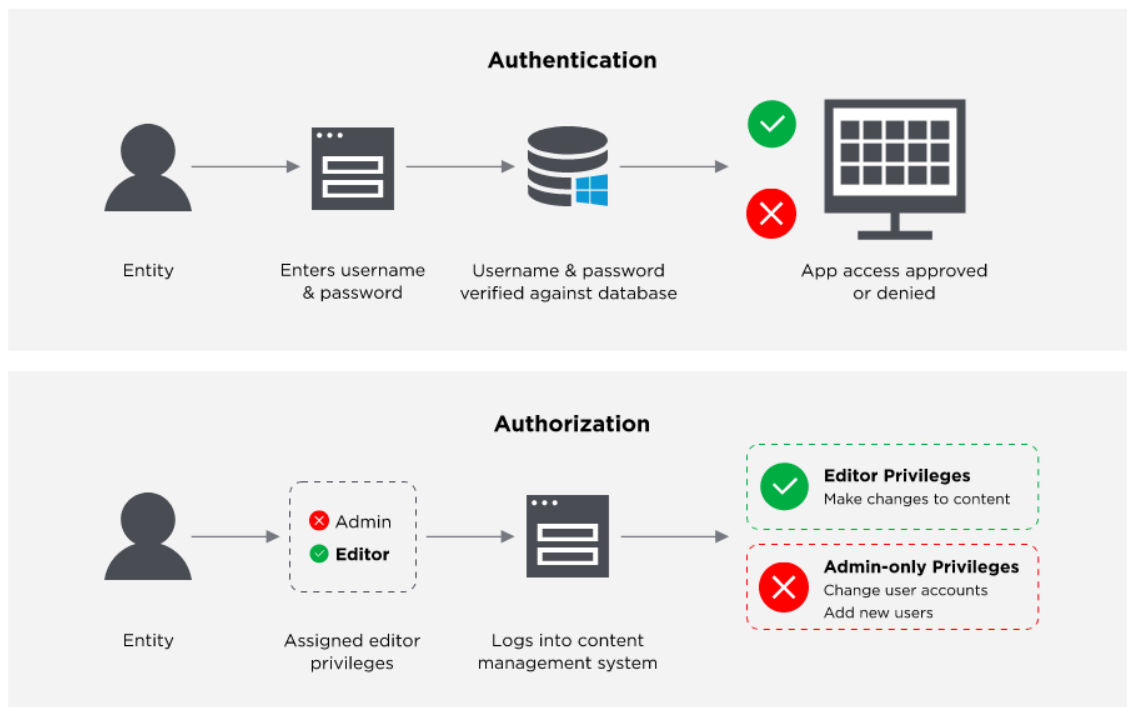 Authentication
Entity
Enters username
& password
Username & password
verified against database
App access approved
or denied
Authorization
Admin
Editor
Editor Privileges
Make changes to content
Admin-only Privileges
Change user accounts
Add new users
Entity
Assigned editor
privileges
Logs into content
management system